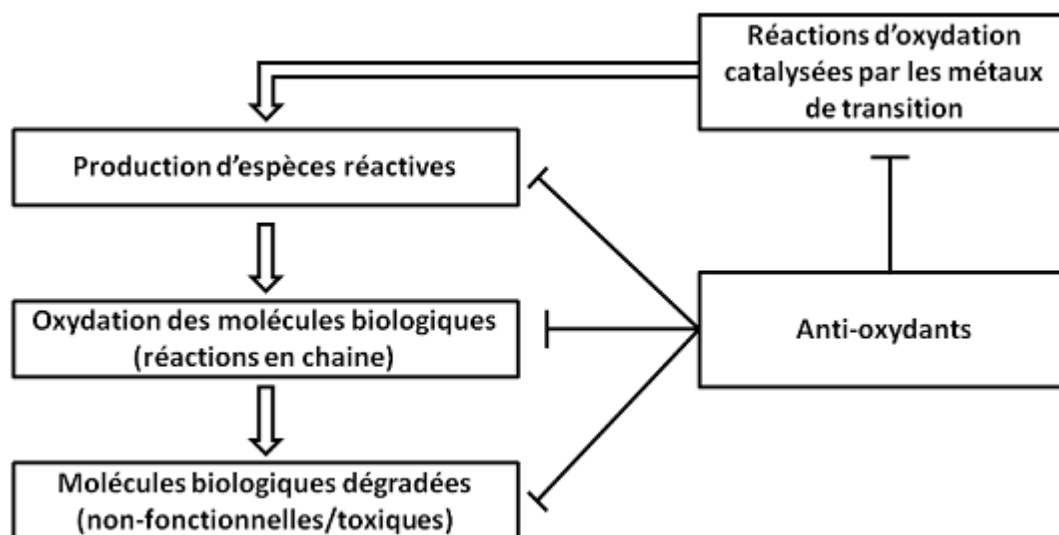 Réactions d'oxydation
catalysées par les métaux
de transition
Production d'espèces réactives
Oxydation des molécules biologiques
(réactions en chaine)
Anti-oxydants
Molécules biologiques dégradées
(non-fonctionnelles/toxiques)